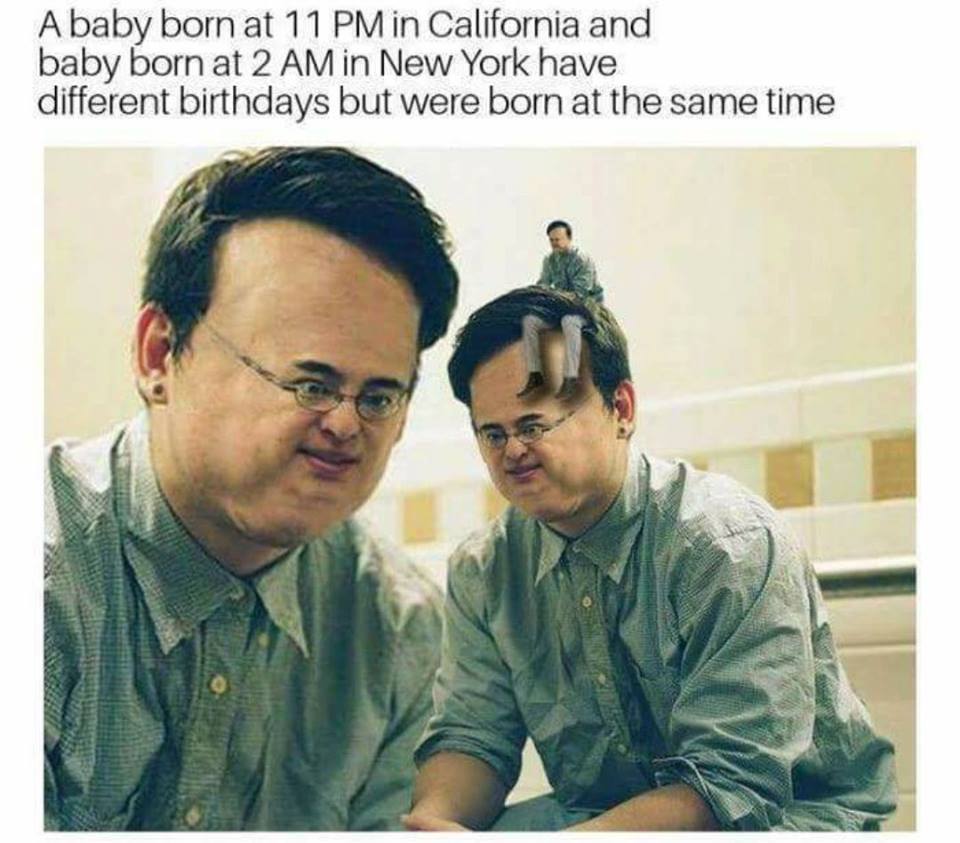 A baby born at 11 PM in California and
baby born at 2 AM in New York have
different birthdays but were born at the same time